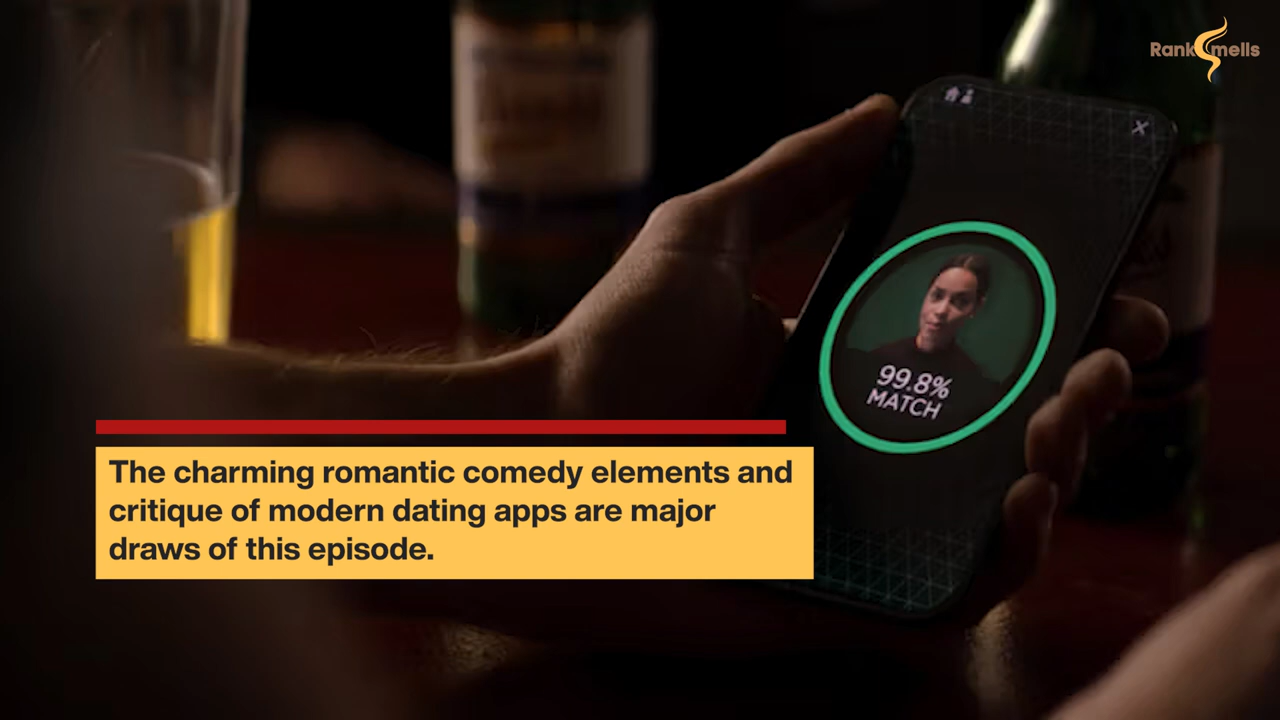 RankSmells
99.8%
MATCH
The charming romantic comedy elements and
critique of modern dating apps are major
draws of this episode.